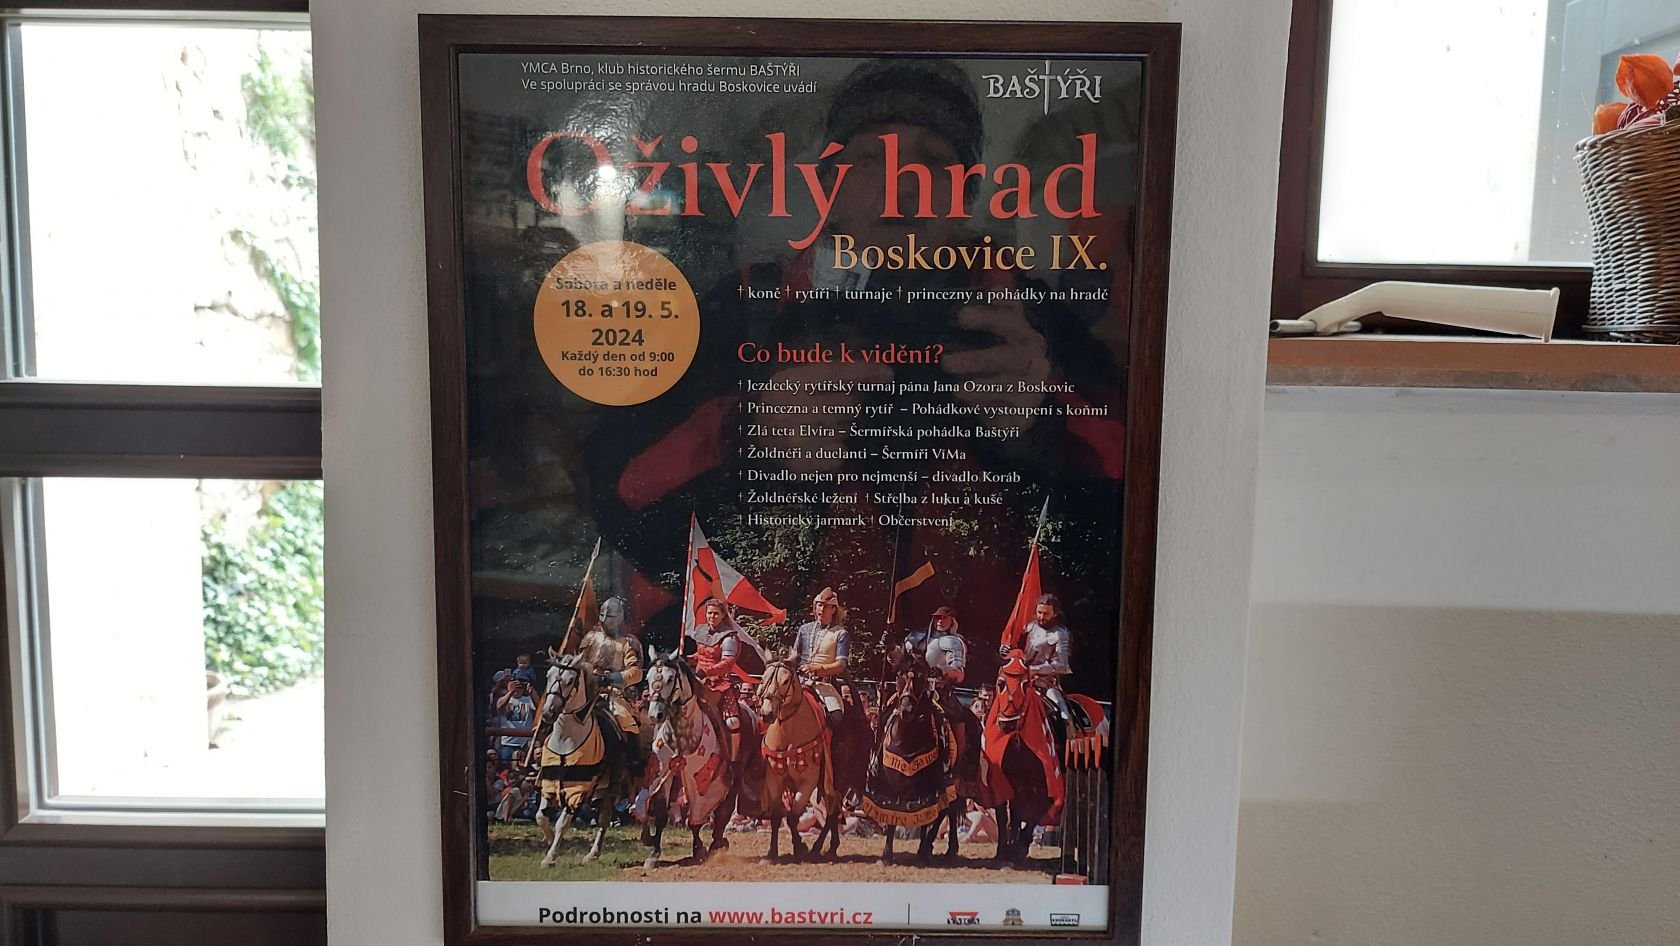 YMCA Brno, klub historického šermu BAŠTÝŘI
Ve spolupráci se správou hradu Boskovice uvádí
BAŠTÝŘI
Oživlý hrad
Boskovice IX.
† koně † rytíři † turnaje † princezny a pohádky na hradě
Sobota a neděle
18. a 19. 5.
2024
Každý den od 9:00
do 16:30 hod
Co bude k vidění?
† Jezdecký rytířský turnaj pána Jana Ozora z Boskovic
† Princezna a temný rytíř – Pohádkové vystoupení s koňmi
† Zlá teta Elvíra – Šermířská pohádka Baštýři
† Žoldnéři a duelanti – Šermíři ViMa
† Divadlo nejen pro nejmenší – divadlo Koráb
† Žoldnéřské ležení † Střelba z luku a kuše
† Historický jarmark † Občerstvení
Podrobnosti na www.bastyri.cz
YMCA